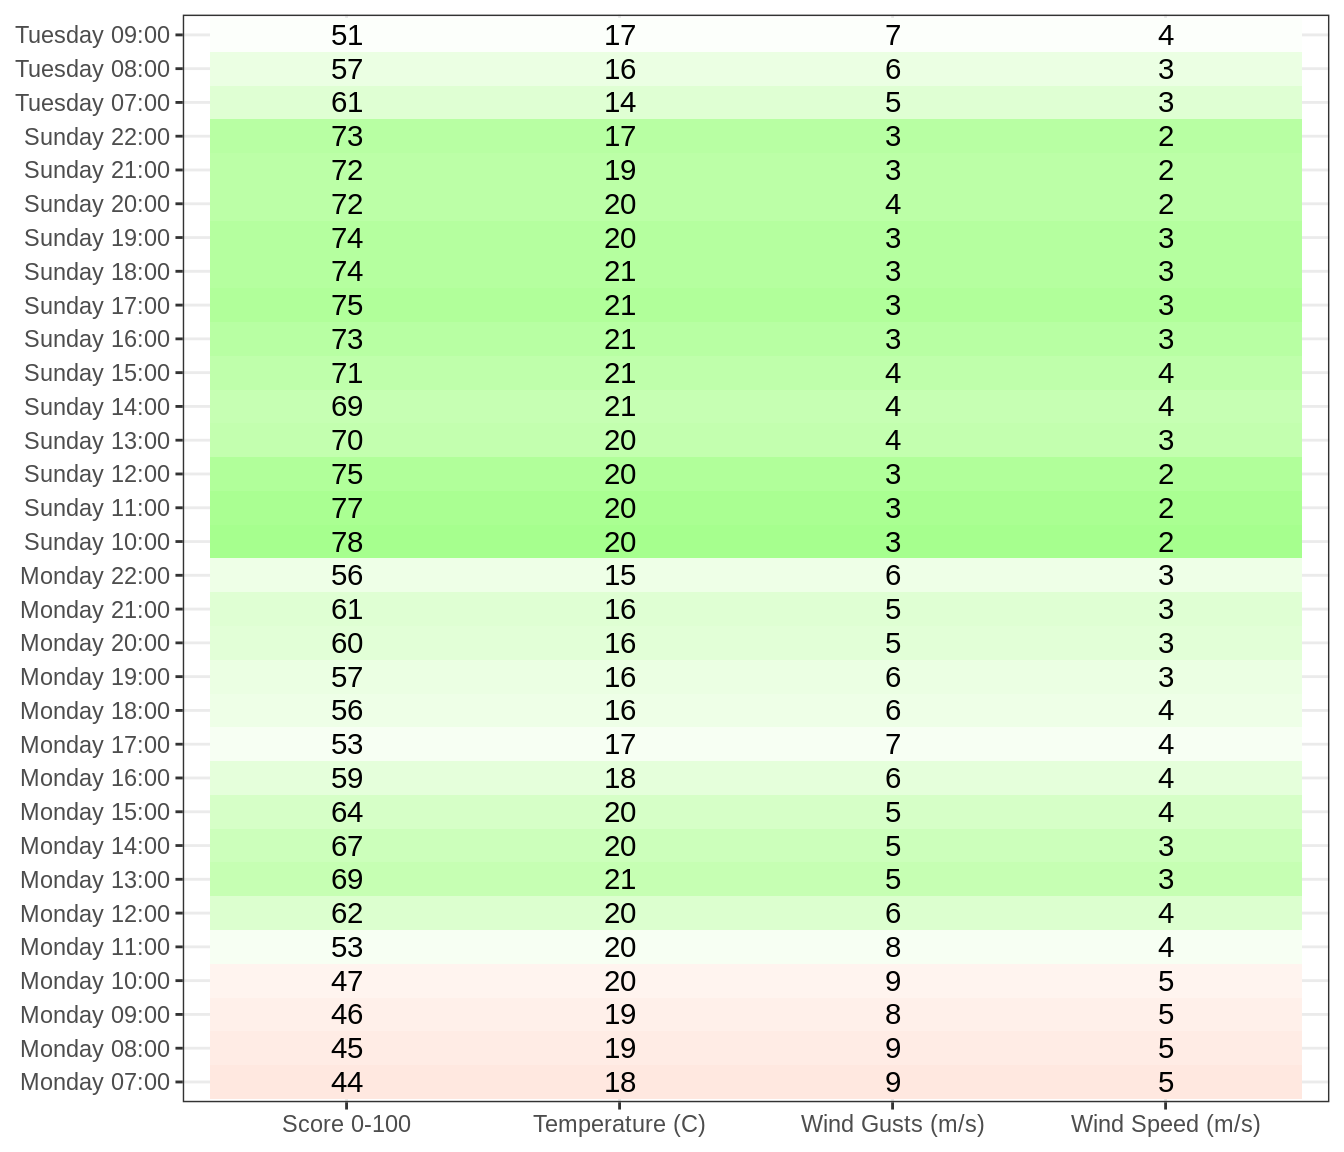 Tuesday 09:00 51 17 7 4
Tuesday 08:00 57 16 6 3
Tuesday 07:00 61 14 5 3
Sunday 22:00 73 17 3 2
Sunday 21:00 72 19 3 2
Sunday 20:00 72 20 4 2
Sunday 19:00 74 20 3 3
Sunday 18:00 74 21 3 3
Sunday 17:00 75 21 3 3
Sunday 16:00 73 21 3 3
Sunday 15:00 71 21 4 4
Sunday 14:00 69 21 4 4
Sunday 13:00 70 20 4 3
Sunday 12:00 75 20 3 2
Sunday 11:00 77 20 3 2
Sunday 10:00 78 20 3 2
Monday 22:00 56 15 6 3
Monday 21:00 61 16 5 3
Monday 20:00 60 16 5 3
Monday 19:00 57 16 6 3
Monday 18:00 56 16 6 4
Monday 17:00 53 17 7 4
Monday 16:00 59 18 6 4
Monday 15:00 64 20 5 4
Monday 14:00 67 20 5 3
Monday 13:00 69 21 5 3
Monday 12:00 62 20 6 4
Monday 11:00 53 20 8 4
Monday 10:00 47 20 9 5
Monday 09:00 46 19 8 5
Monday 08:00 45 19 9 5
Monday 07:00 44 18 9 5
Score 0-100 Temperature (C) Wind Gusts (m/s) Wind Speed (m/s)